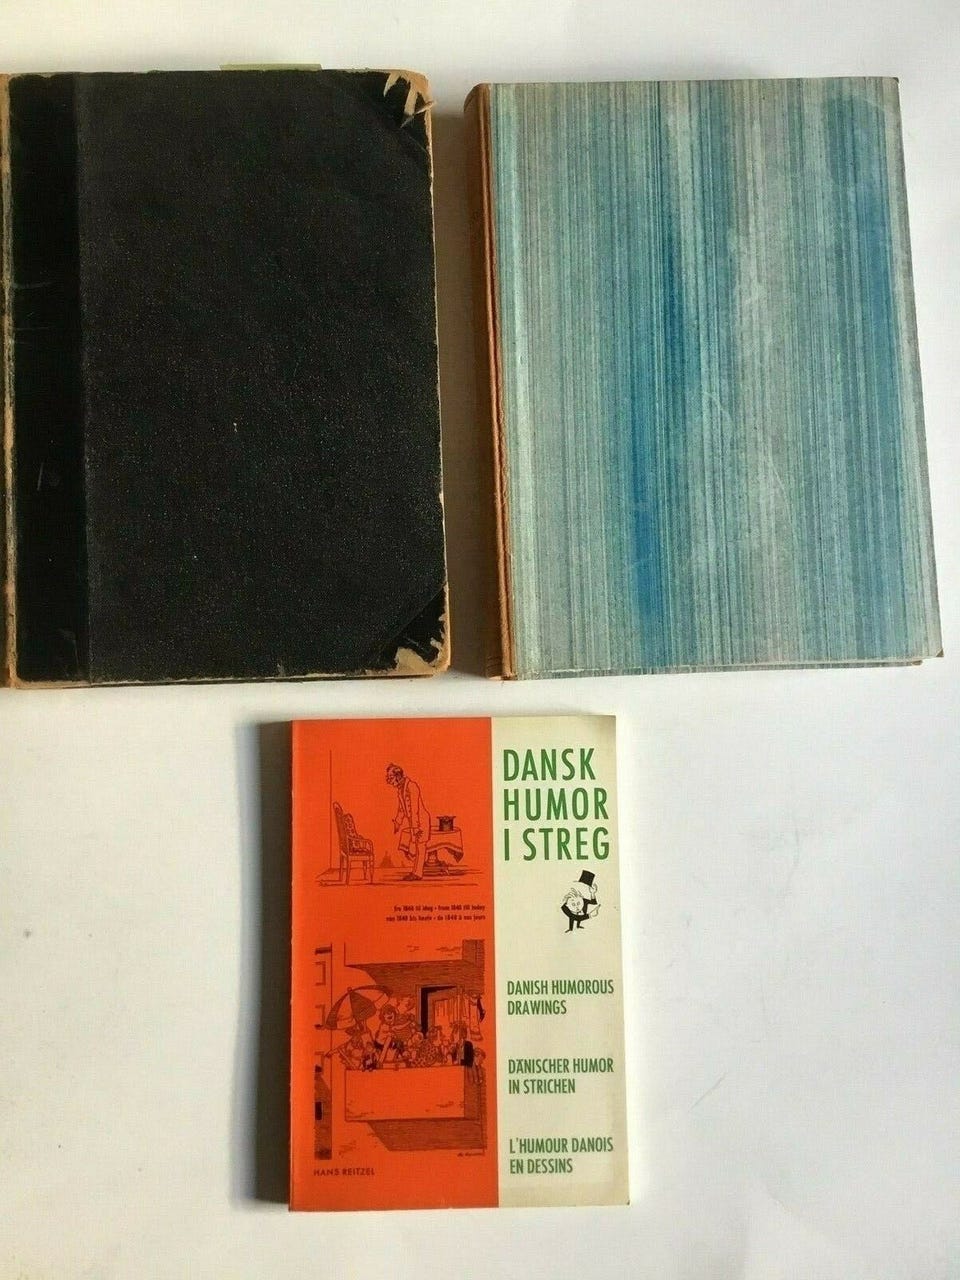 DANSK
HUMOR
I STREG
fra 1840 til idag • from 1840 till today
von 1840 bis heute • de 1840 à nos jours
DANISH HUMOROUS
DRAWINGS
DÄNISCHER HUMOR
IN STRICHEN
L'HUMOUR DANOIS
EN DESSINS
HANS REITZEL